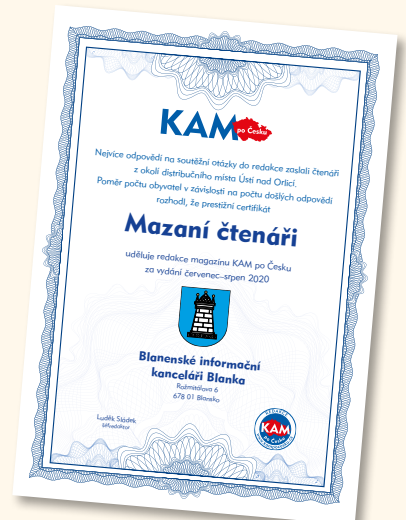 KAM po Česku
Nejvíce odpovědí na soutěžní otázky do redakce zaslali čtenáři
z okolí distribučního místa Ústí nad Orlicí.
Poměr počtu obyvatel v závislosti na počtu došlých odpovědí
rozhodl, že prestižní certifikát
Mazaní čtenáři
uděluje redakce magazínu KAM po Česku
za vydání červenec–srpen 2020
Blanenské informační
kanceláři Blanka
Rožmitálova 6
678 01 Blansko
Luděk Sládek
šéfredaktor
KAM
po Česku